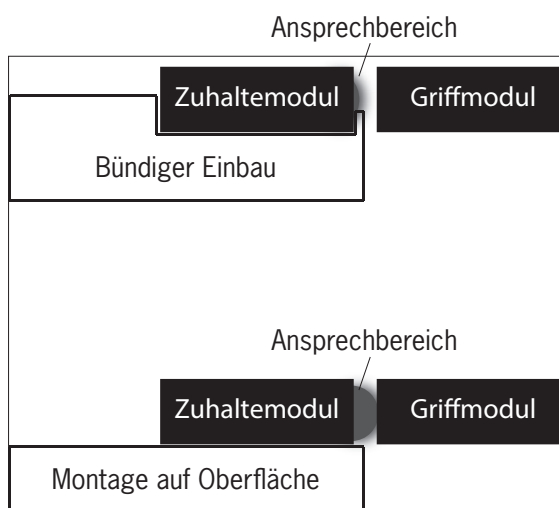 Ansprechbereich
Zuhaltemodul Griffmodul
Bündiger Einbau
Ansprechbereich
Zuhaltemodul Griffmodul
Montage auf Oberfläche